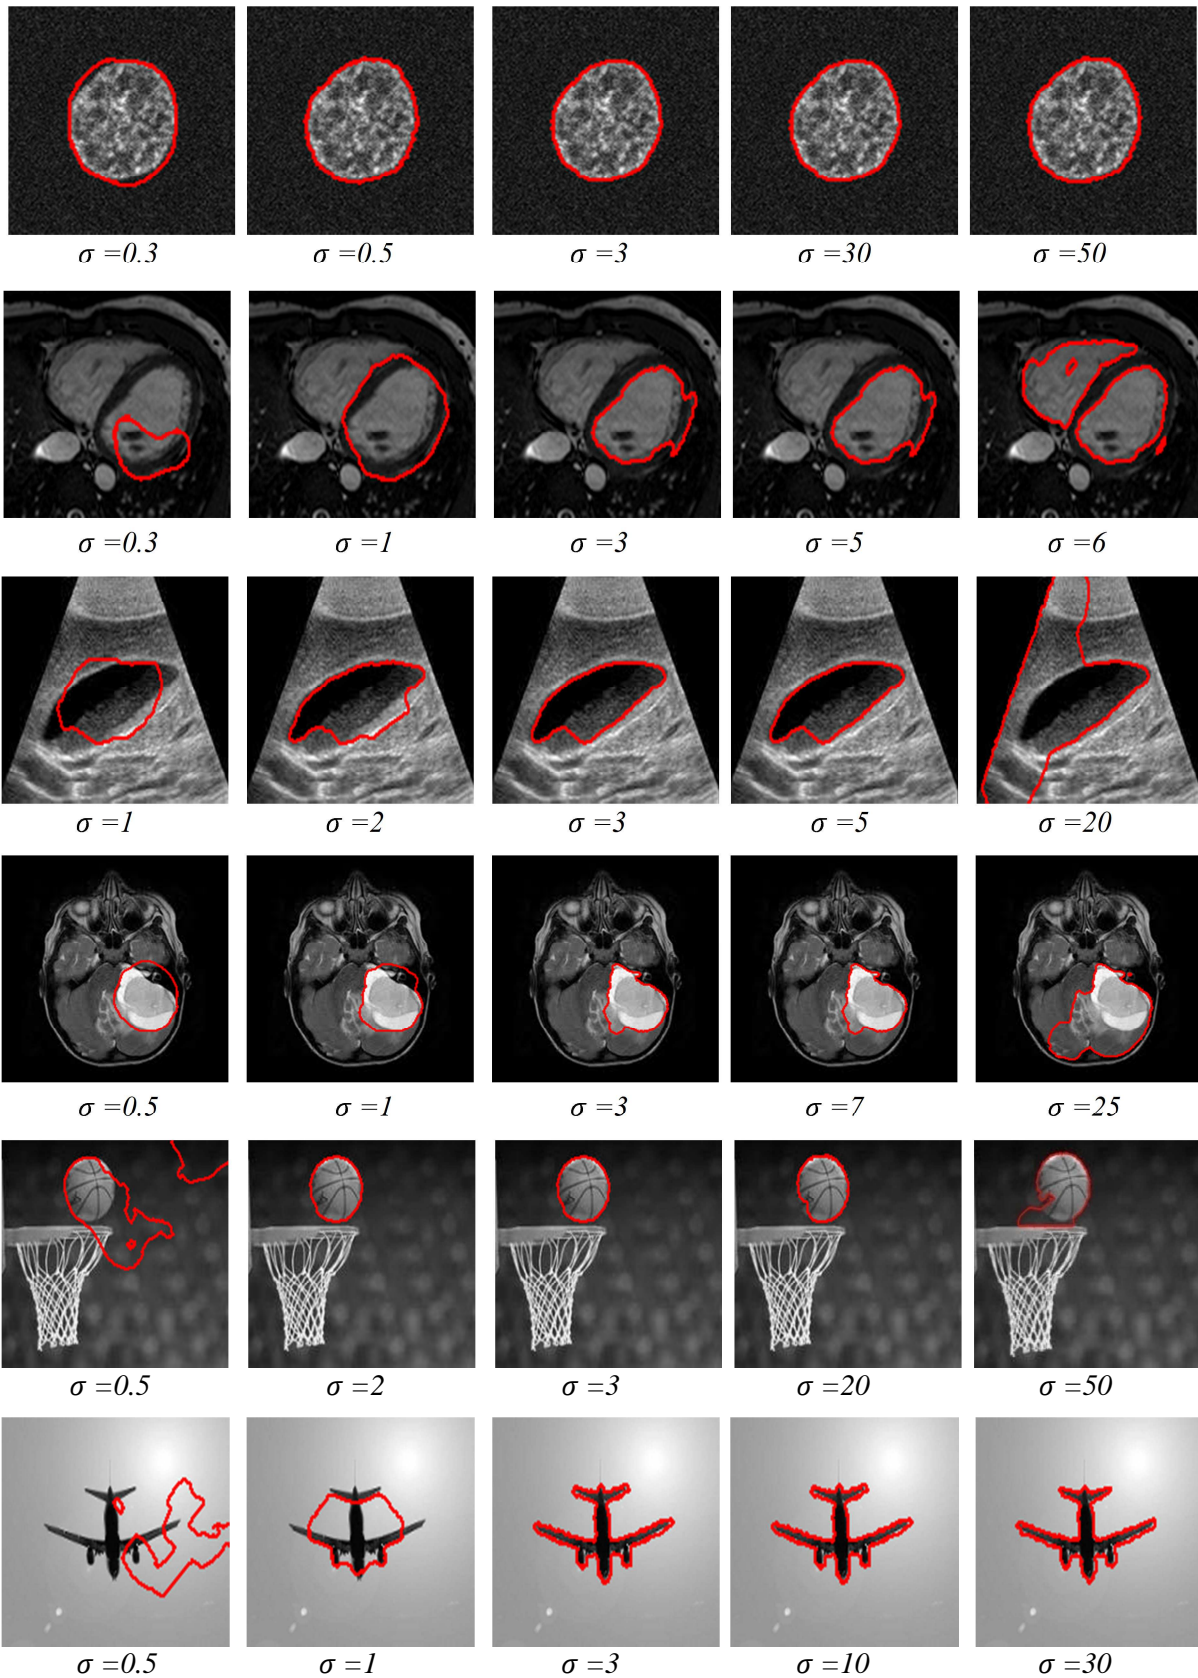 σ =0.3 σ =0.5 σ =3 σ =30 σ =50
σ =0.3 σ =1 σ =3 σ =5 σ =6
σ =1 σ =2 σ =3 σ =5 σ =20
σ =0.5 σ =1 σ =3 σ =7 σ =25
σ =0.5 σ =2 σ =3 σ =20 σ =50
σ =0.5 σ =1 σ =3 σ =10 σ =30